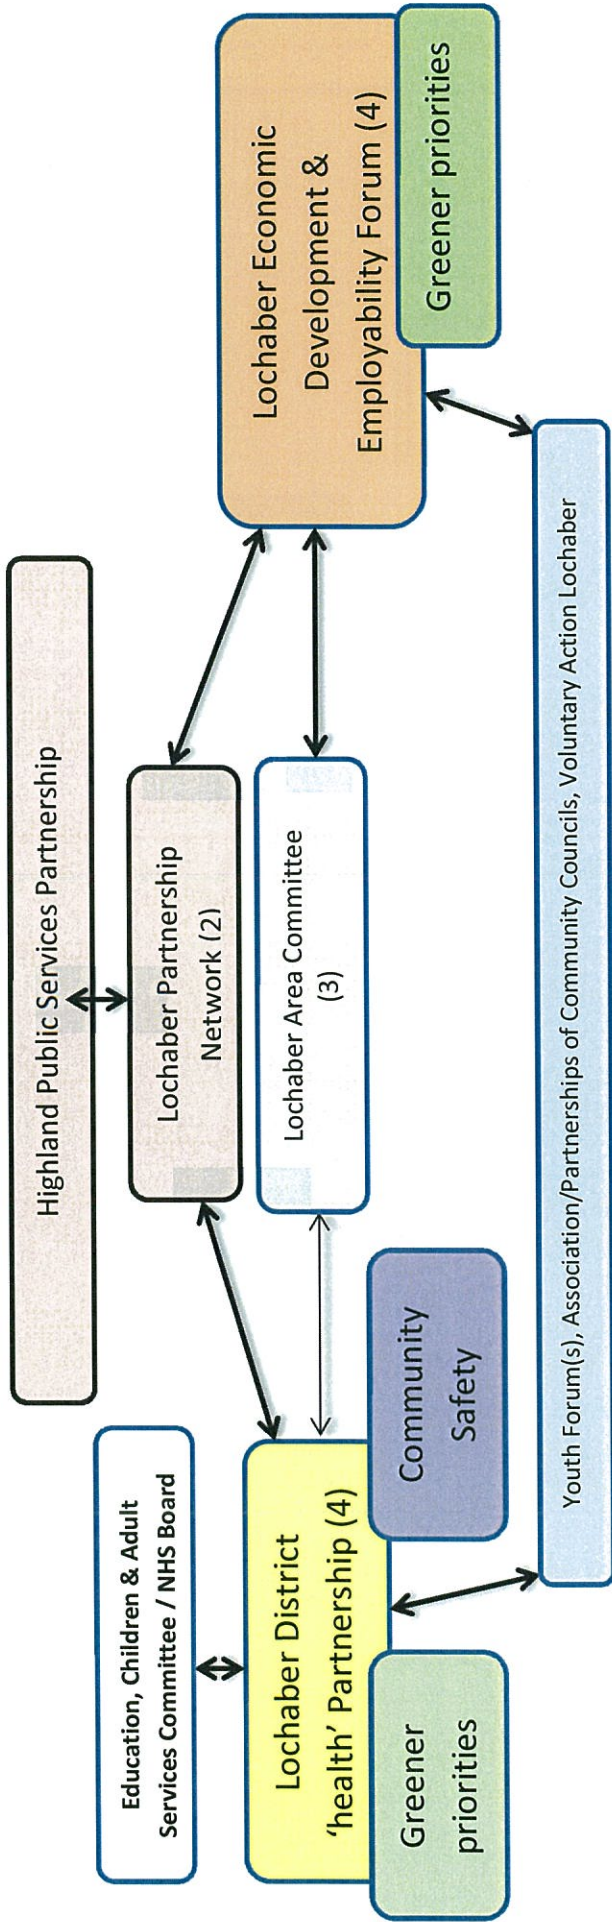 Highland Public Services Partnership
Education, Children & Adult
Services Committee / NHS Board
Lochaber Partnership
Network (2)
Lochaber Economic
Development &
Employability Forum (4)
Lochaber District
‘health’ Partnership (4)
Lochaber Area Committee
(3)
Greener
priorities
Community
Safety
Greener priorities
Youth Forum(s), Association/Partnerships of Community Councils, Voluntary Action Lochaber